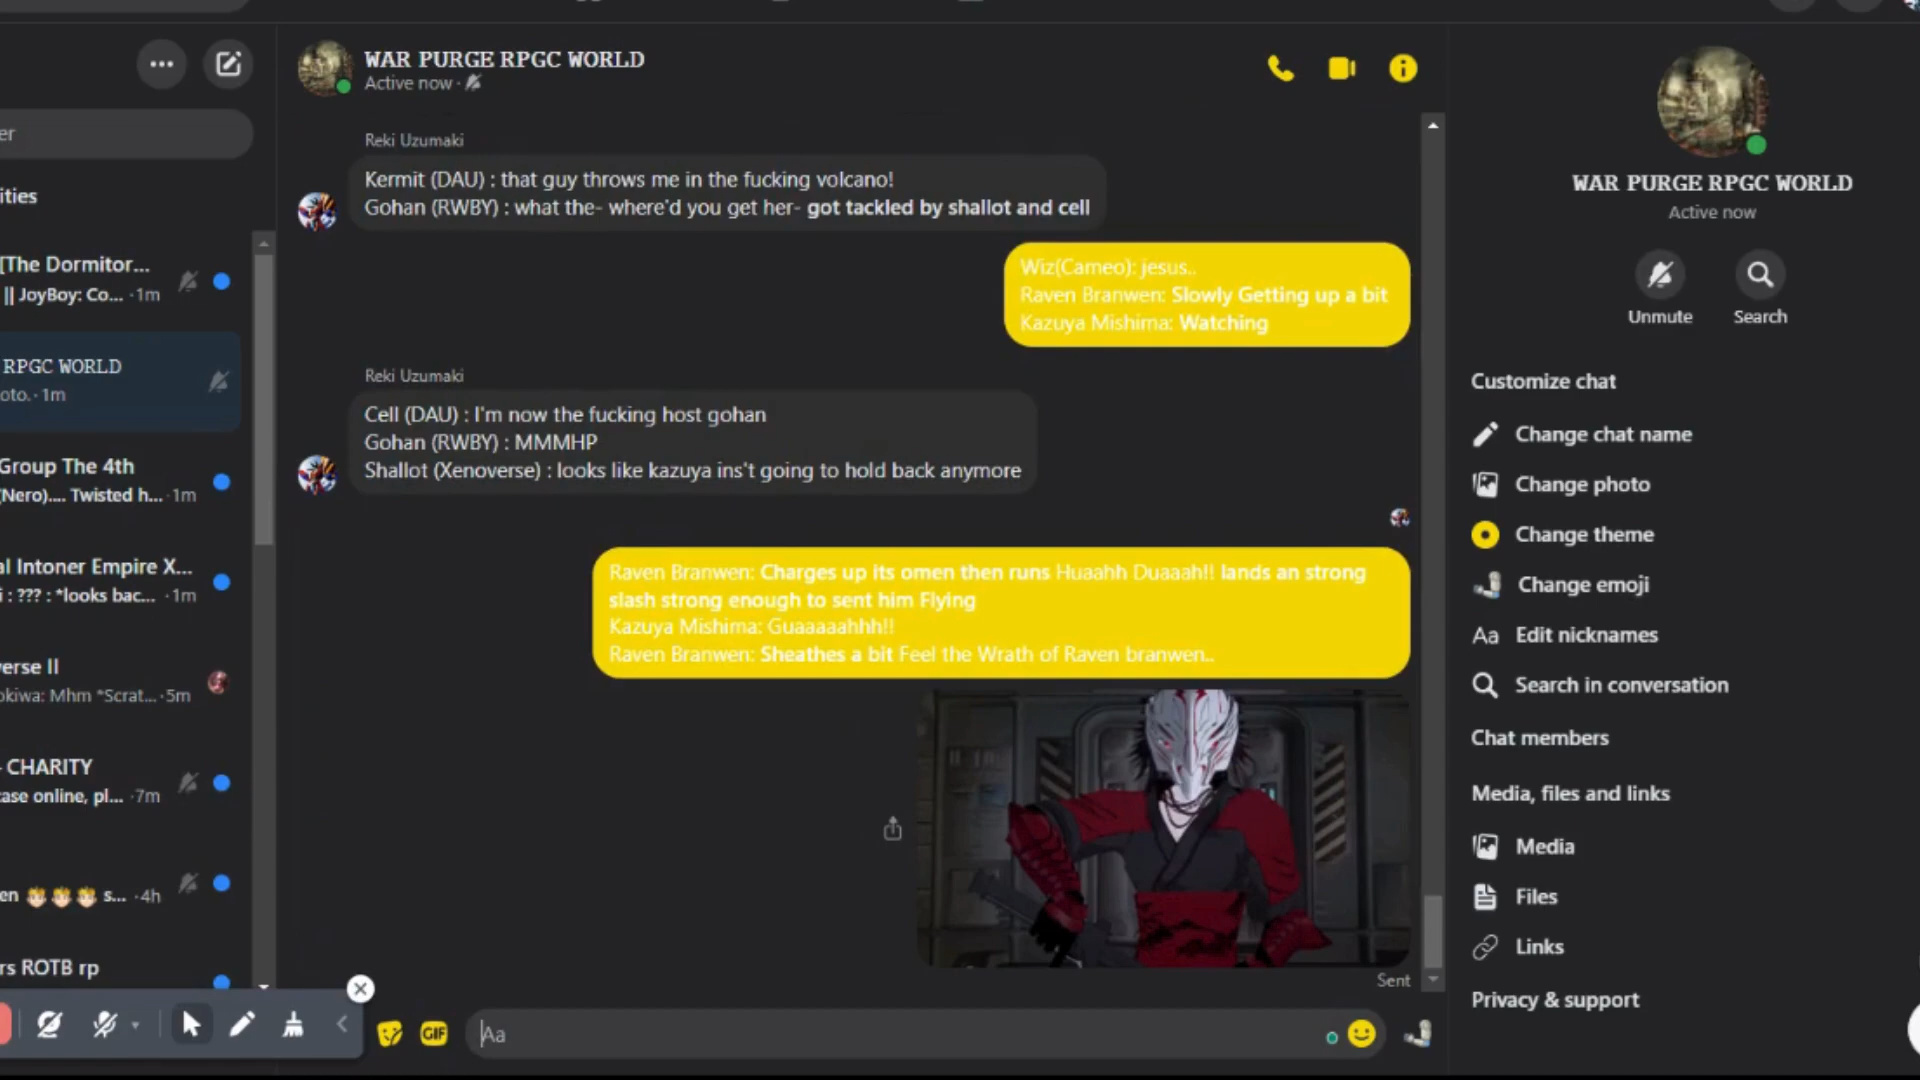 er
ities
[The Dormitor...
|| JoyBoy: Co... · 1m
RPGC WORLD
oto. · 1m
Group The 4th
(Nero).... Twisted h... · 1m
al Intoner Empire X...
i : ??? : *looks bac... · 1m
erse II
okiwa: Mhm *Scrat... · 5m
CHARITY
ase online, pl... · 7m
en 👼👼👼 s... · 4h
rs ROTB rp
WAR PURGE RPGC WORLD
Active now ·
Reki Uzumaki
Kermit (DAU) : that guy throws me in the fucking volcano!
Gohan (RWBY) : what the- where'd you get her- got tackled by shallot and cell
Wiz(Cameo): jesus..
Raven Branwen: Slowly Getting up a bit
Kazuya Mishima: Watching
Reki Uzumaki
Cell (DAU) : I'm now the fucking host gohan
Gohan (RWBY) : MMMHP
Shallot (Xenoverse) : looks like kazuya ins't going to hold back anymore
Raven Branwen: Charges up its omen then runs Huaahh Duaaah!! lands an strong
slash strong enough to sent him Flying
Kazuya Mishima: Guaaaaahhh!!
Raven Branwen: Sheathes a bit Feel the Wrath of Raven branwen..
Sent
GIF
Aa
WAR PURGE RPGC WORLD
Active now
Unmute
Search
Customize chat
Change chat name
Change photo
Change theme
Change emoji
Aa Edit nicknames
Search in conversation
Chat members
Media, files and links
Media
Files
Links
Privacy & support